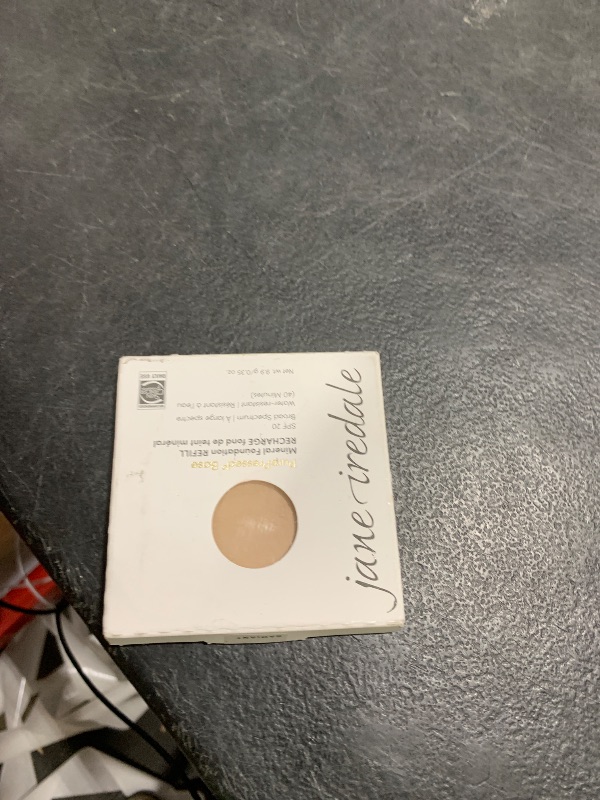 jane iredale
PurePressed® Base
Mineral Foundation REFILL
RECHARGE fond de teint minéral
SPF 20
Broad Spectrum | À large spectre
Water-resistant | Résistant à l'eau
(40 Minutes)
Net wt. 9.9 g/0.35 oz.